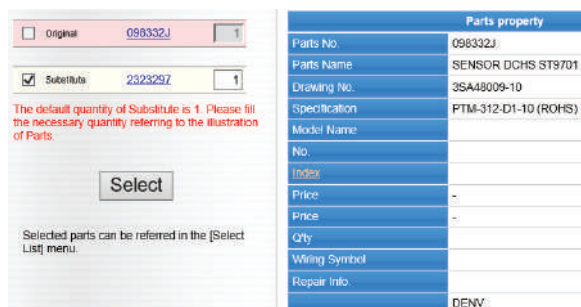 Original 098332J 1
Substitute 2323297 1
The default quantity of Substitute is 1. Please fill
the necessary quantity referring to the illustration
of Parts.
Select
Selected parts can be referred in the [Select
List] menu.
Parts property
Parts No. 098332J
Parts Name SENSOR DCHS ST9701
Drawing No. 3SA48009-10
Specification PTM-312-D1-10 (ROHS)
Model Name
No.
Index
Price -
Price -
Q'ty
Wiring Symbol
Repair Info.
DENV